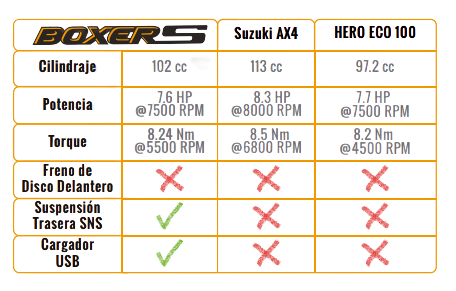 BOXER S
Suzuki AX4
HERO ECO 100
Cilindraje
102 cc
113 cc
97.2 cc
Potencia
7.6 HP
@7500 RPM
8.3 HP
@8000 RPM
7.7 HP
@7500 RPM
Torque
8.24 Nm
@5500 RPM
8.5 Nm
@6800 RPM
8.2 Nm
@4500 RPM
Freno de
Disco Delantero
Suspensión
Trasera SNS
Cargador
USB